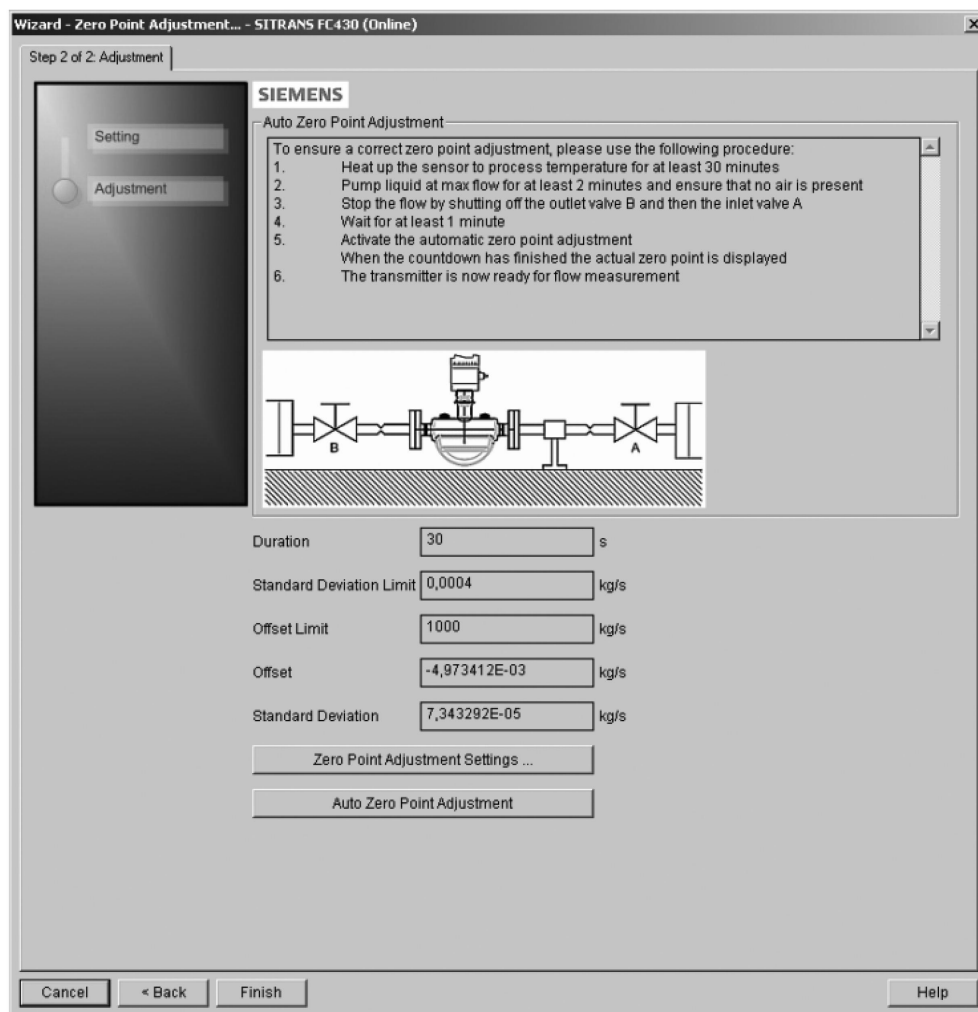 Wizard - Zero Point Adjustment... - SITRANS FC430 (Online)
Step 2 of 2: Adjustment
Setting
Adjustment
SIEMENS
Auto Zero Point Adjustment
To ensure a correct zero point adjustment, please use the following procedure:
1. Heat up the sensor to process temperature for at least 30 minutes
2. Pump liquid at max flow for at least 2 minutes and ensure that no air is present
3. Stop the flow by shutting off the outlet valve B and then the inlet valve A
4. Wait for at least 1 minute
5. Activate the automatic zero point adjustment
When the countdown has finished the actual zero point is displayed
6. The transmitter is now ready for flow measurement
B A
Duration 30 s
Standard Deviation Limit 0,0004 kg/s
Offset Limit 1000 kg/s
Offset -4,973412E-03 kg/s
Standard Deviation 7,343292E-05 kg/s
Zero Point Adjustment Settings ...
Auto Zero Point Adjustment
Cancel < Back Finish Help